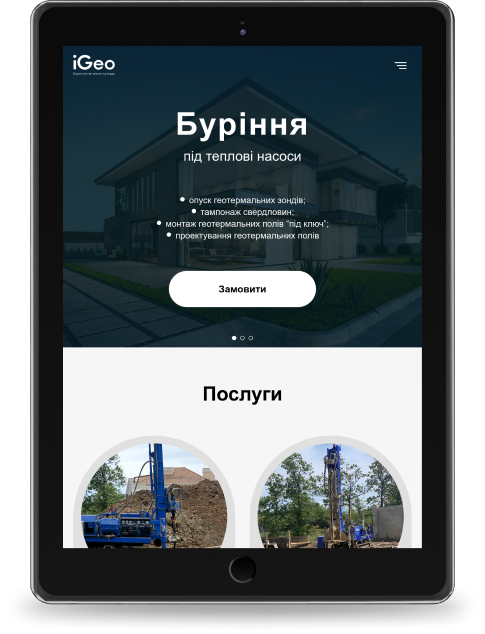 iGeo
Буріння
під теплові насоси
опуск геотермальних зондів;
тампонаж свердловин;
монтаж геотермальних полів "під ключ";
проектування геотермальних полів
Замовити
Послуги